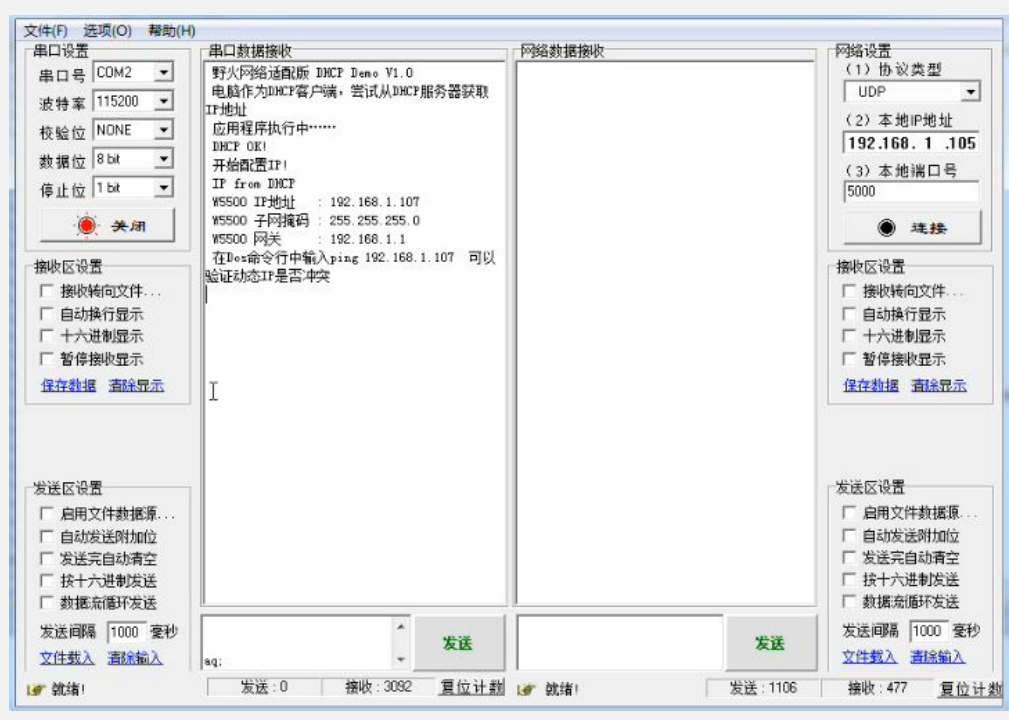 文件(F) 选项(O) 帮助(H)
串口设置
串口号 COM2
波特率 115200
校验位 NONE
数据位 8 bit
停止位 1 bit
关闭
接收区设置
接收转向文件...
自动换行显示
十六进制显示
暂停接收显示
保存数据 清除显示
发送区设置
启用文件数据源...
自动发送附加位
发送完自动清空
按十六进制发送
数据流循环发送
发送间隔 1000 毫秒
文件载入 清除输入
就绪!
串口数据接收
野火网络适配版 DHCP Demo V1.0
电脑作为DHCP客户端，尝试从DHCP服务器获取
IP地址
应用程序执行中……
DHCP OK!
开始配置IP!
IP from DHCP
W5500 IP地址 : 192.168.1.107
W5500 子网掩码 : 255.255.255.0
W5500 网关 : 192.168.1.1
在Dos命令行中输入ping 192.168.1.107 可以
验证动态IP是否冲突
aq;
发送
发送 : 0 接收 : 3092 复位计数
网络数据接收
发送
就绪!
发送 : 1106 接收 : 477 复位计数
网络设置
(1) 协议类型
UDP
(2) 本地IP地址
192.168. 1 .105
(3) 本地端口号
5000
连接
接收区设置
接收转向文件...
自动换行显示
十六进制显示
暂停接收显示
保存数据 清除显示
发送区设置
启用文件数据源...
自动发送附加位
发送完自动清空
按十六进制发送
数据流循环发送
发送间隔 1000 毫秒
文件载入 清除输入